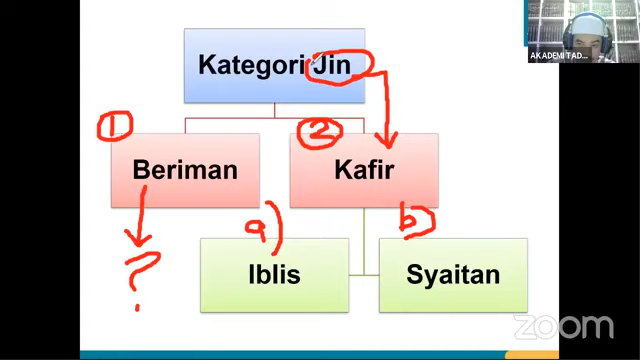 AKADEMI TAD...
Kategori Jin
1
2
Beriman
Kafir
?
a)
b)
Iblis
Syaitan
zoom